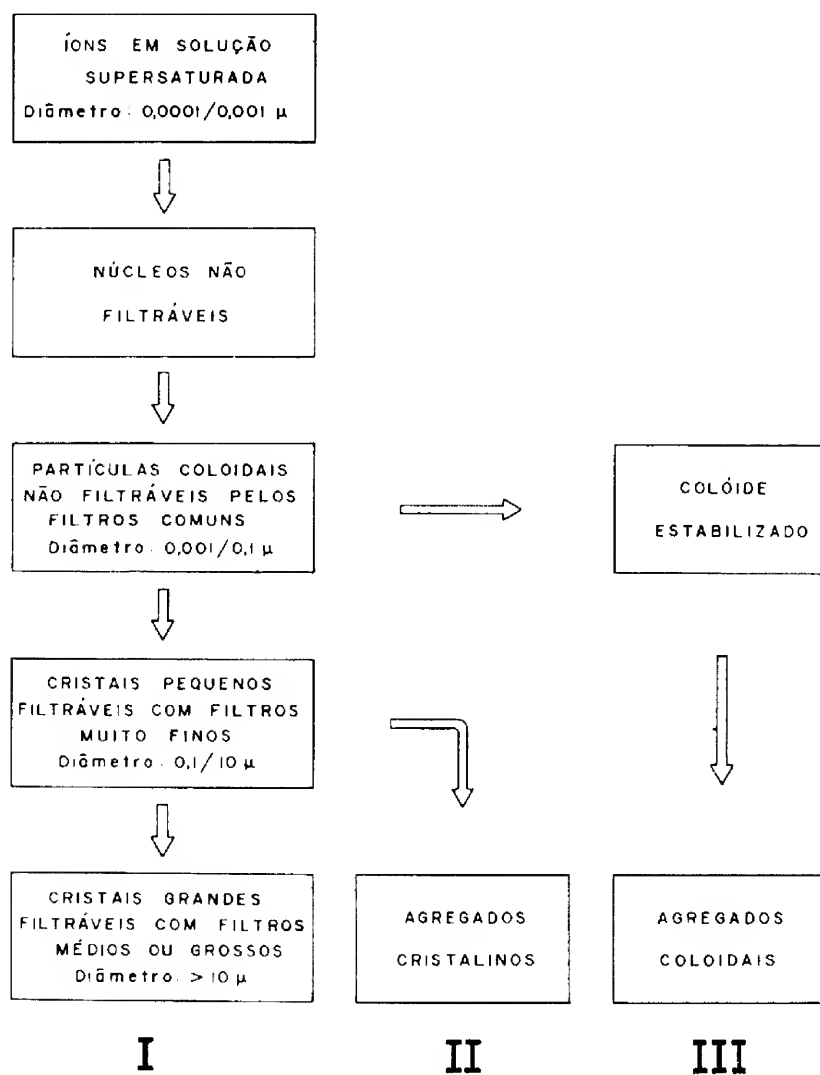 ÍONS EM SOLUÇÃO
SUPERSATURADA
Diâmetro: 0,0001/0,001 µ
NÚCLEOS NÃO
FILTRÁVEIS
PARTÍCULAS COLOIDAIS
NÃO FILTRÁVEIS PELOS
FILTROS COMUNS
Diâmetro: 0,001/0,1 µ
COLÓIDE
ESTABILIZADO
CRISTAIS PEQUENOS
FILTRÁVEIS COM FILTROS
MUITO FINOS
Diâmetro: 0,1/10 µ
CRISTAIS GRANDES
FILTRÁVEIS COM FILTROS
MÉDIOS OU GROSSOS
Diâmetro: >10 µ
AGREGADOS
CRISTALINOS
AGREGADOS
COLOIDAIS
I
II
III